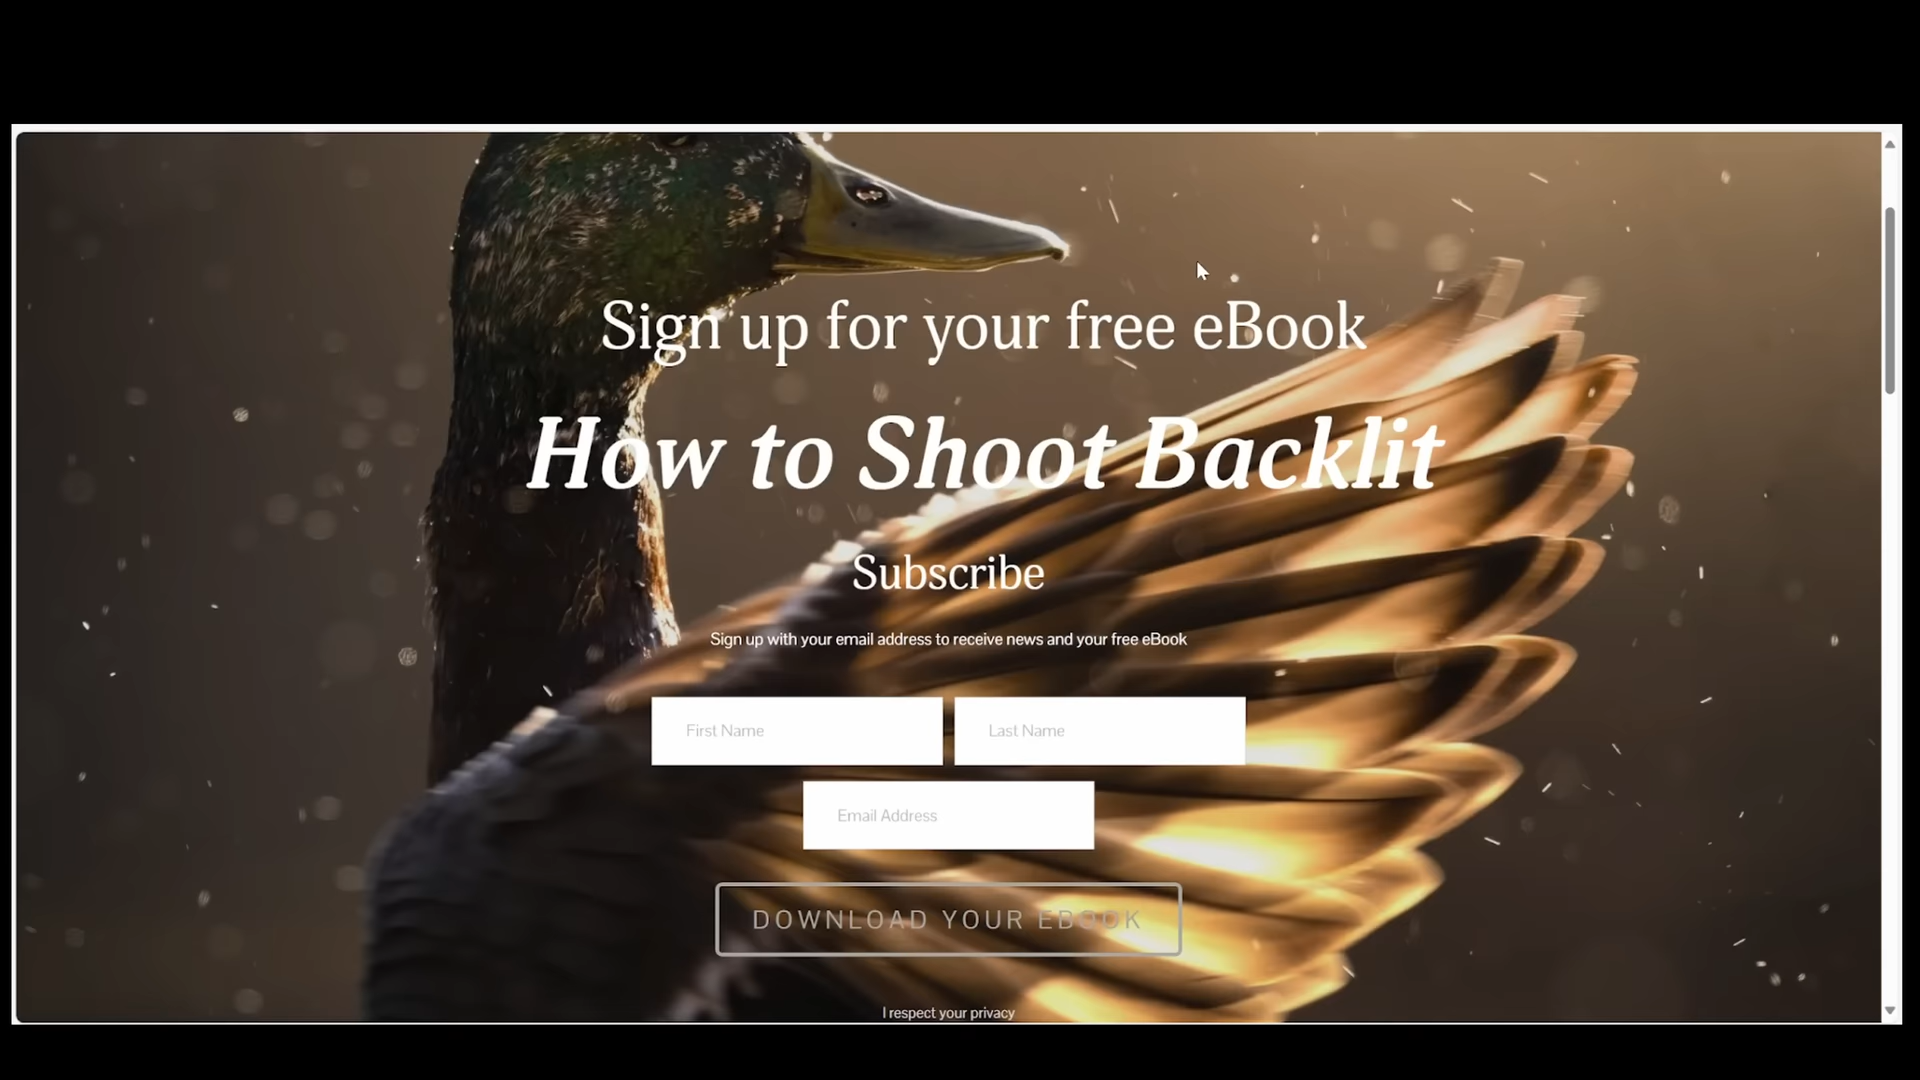 Sign up for your free eBook
How to Shoot Backlit
Subscribe
Sign up with your email address to receive news and your free eBook
First Name
Last Name
Email Address
DOWNLOAD YOUR EBOOK
I respect your privacy